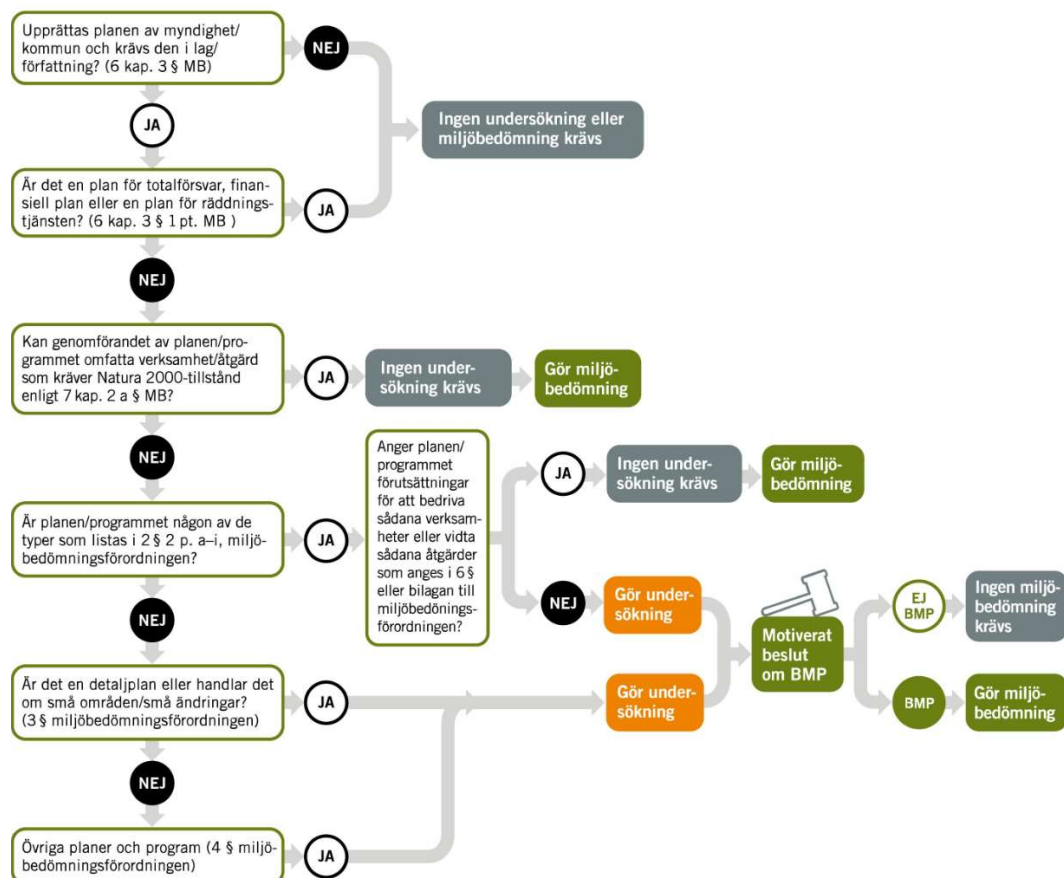 Upprättas planen av myndighet/
kommun och krävs den i lag/
författning? (6 kap. 3 § MB)
NEJ
JA
Ingen undersökning eller
miljöbedömning krävs
Är det en plan för totalförsvar, finan-
siell plan eller en plan för räddnings-
tjänsten? (6 kap. 3 § 1 pt. MB )
JA
NEJ
Kan genomförandet av planen/pro-
grammet omfatta verksamhet/åtgärd
som kräver Natura 2000-tillstånd
enligt 7 kap. 2 a § MB?
JA
Ingen under-
sökning krävs
Gör miljö-
bedömning
NEJ
Är planen/programmet någon av de
typer som listas i 2 § 2 p. a–i, miljö-
bedömningsförordningen?
JA
Anger planen/
programmet
förutsättningar
för att bedriva
sådana verksam-
heter eller vidta
sådana åtgärder
som anges i 6 §
eller bilagan till
miljöbedönings-
förordningen?
JA
Ingen under-
sökning krävs
Gör miljö-
bedömning
NEJ
Gör under-
sökning
Motiverat
beslut
om BMP
EJ
BMP
Ingen miljö-
bedömning
krävs
BMP
Gör miljö-
bedömning
NEJ
Är det en detaljplan eller handlar det
om små områden/små ändringar?
(3 § miljöbedömningsförordningen)
JA
Gör under-
sökning
NEJ
Övriga planer och program (4 § miljö-
bedömningsförordningen)
JA